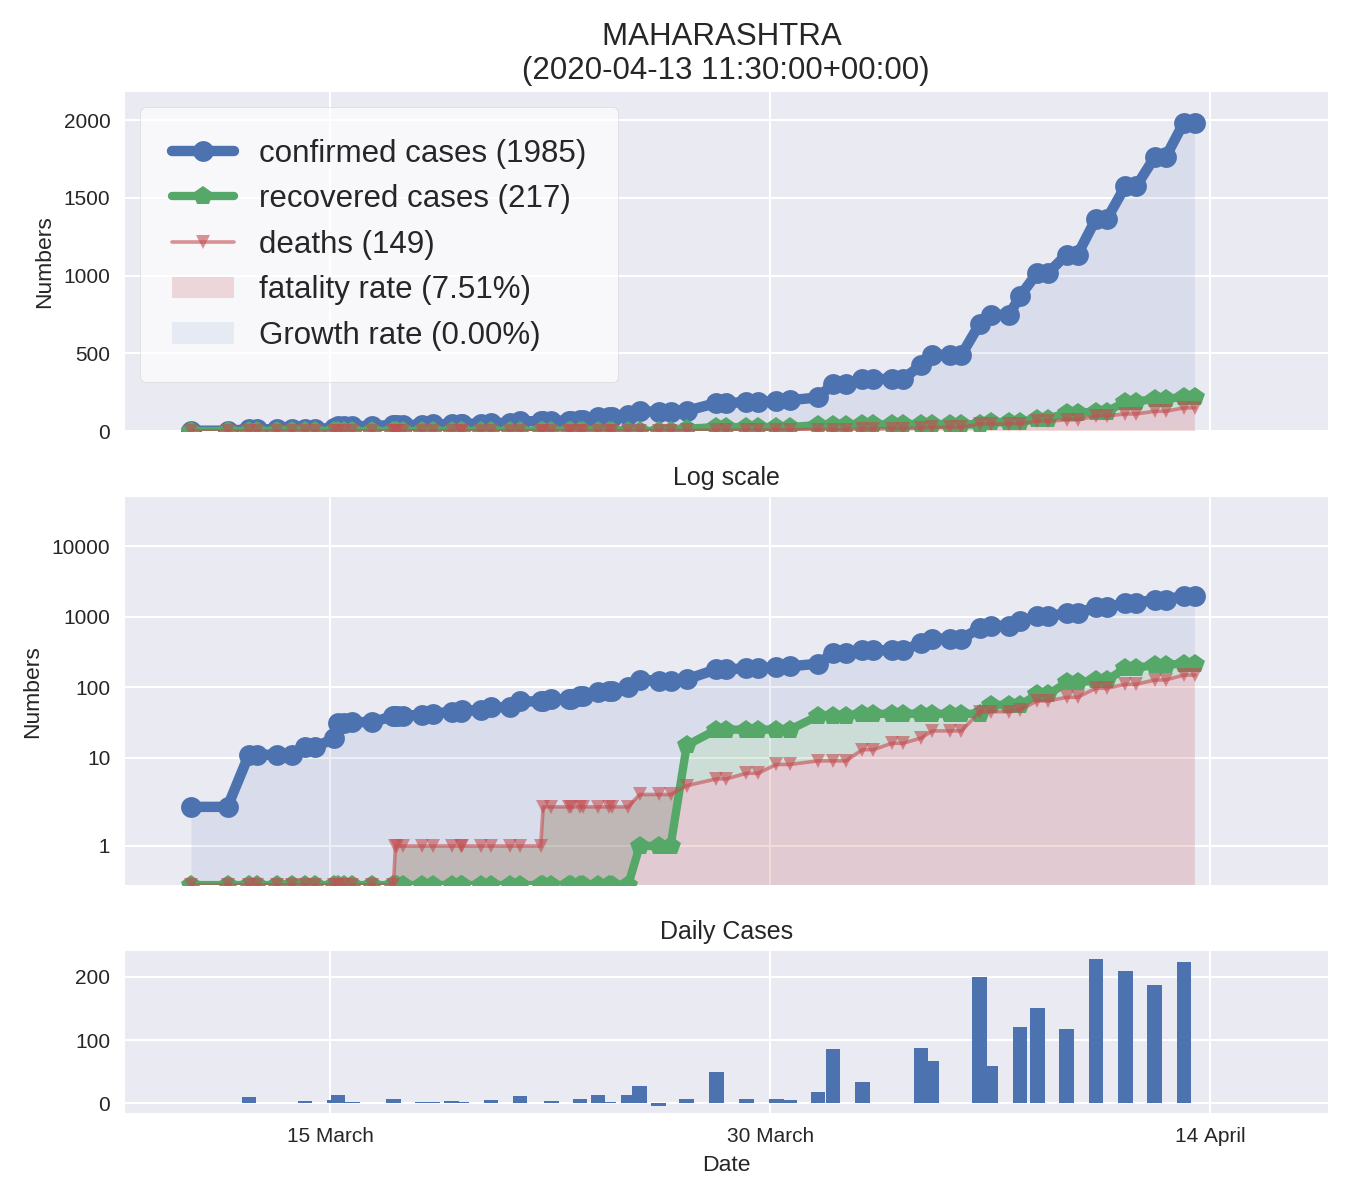 MAHARASHTRA
(2020-04-13 11:30:00+00:00)
2000
1500
1000
500
0
Numbers
confirmed cases (1985)
recovered cases (217)
deaths (149)
fatality rate (7.51%)
Growth rate (0.00%)
Log scale
10000
1000
100
10
1
Numbers
Daily Cases
200
100
0
15 March
30 March
14 April
Date